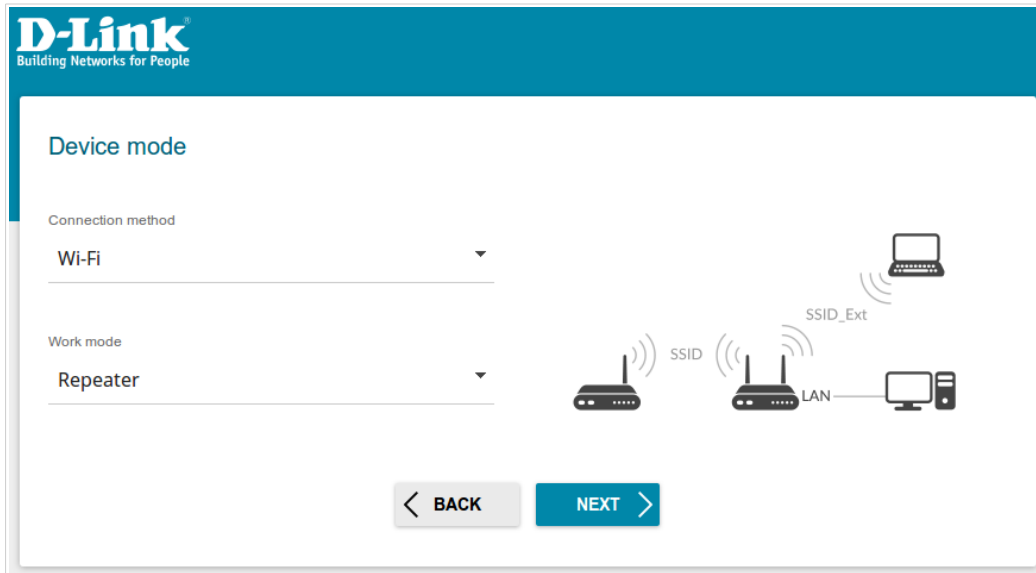 D-Link®
Building Networks for People
Device mode
Connection method
Wi-Fi
Work mode
Repeater
SSID
SSID_Ext
LAN
BACK
NEXT